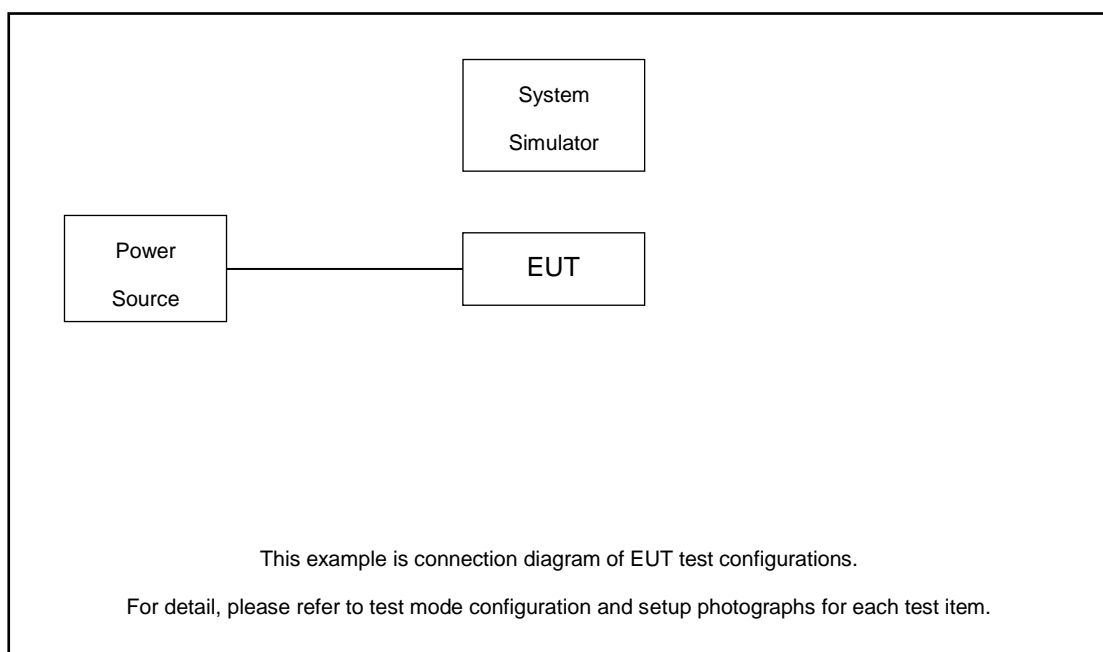 System
Simulator
Power
Source
EUT
This example is connection diagram of EUT test configurations.
For detail, please refer to test mode configuration and setup photographs for each test item.